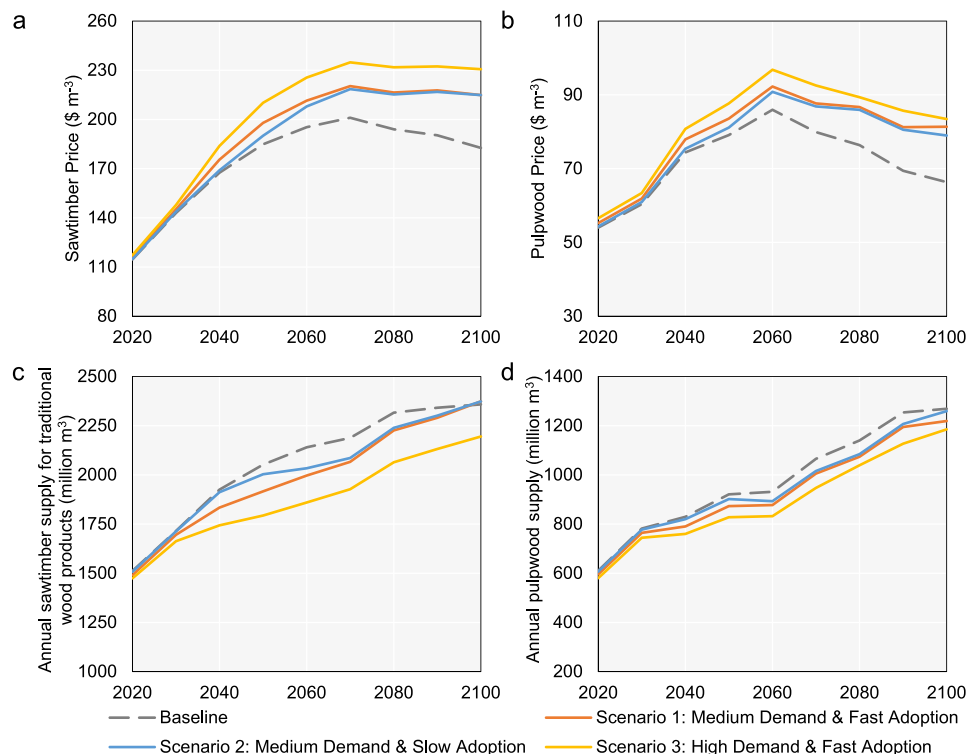 a
b
260
230
200
170
140
110
80
Sawtimber Price ($ m-3)
2020 2040 2060 2080 2100
110
90
70
50
30
Pulpwood Price ($ m-3)
2020 2040 2060 2080 2100
c
d
2500
2250
2000
1750
1500
1250
1000
Annual sawtimber supply for traditional
wood products (million m3)
2020 2040 2060 2080 2100
1400
1200
1000
800
600
400
200
Annual pulpwood supply (million m3)
2020 2040 2060 2080 2100
Baseline
Scenario 1: Medium Demand & Fast Adoption
Scenario 2: Medium Demand & Slow Adoption
Scenario 3: High Demand & Fast Adoption